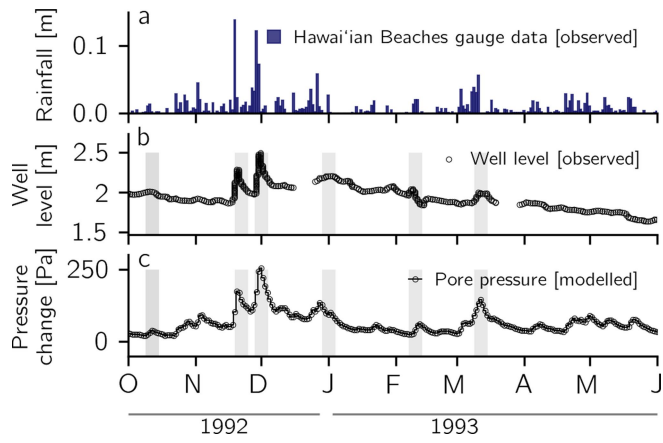 a
Rainfall [m]
0.1
0.0
Hawai‘ian Beaches gauge data [observed]
b
Well
level [m]
2.5
2
1.5
Well level [observed]
c
Pressure
change [Pa]
250
0
Pore pressure [modelled]
O N D J F M A M J
1992 1993